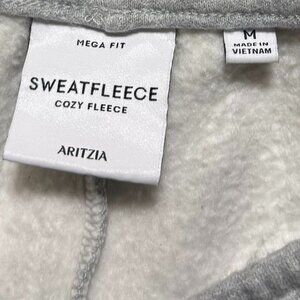 MEGA FIT
SWEATFLEECE
COZY FLEECE
ARITZIA
M
MADE IN
VIETNAM